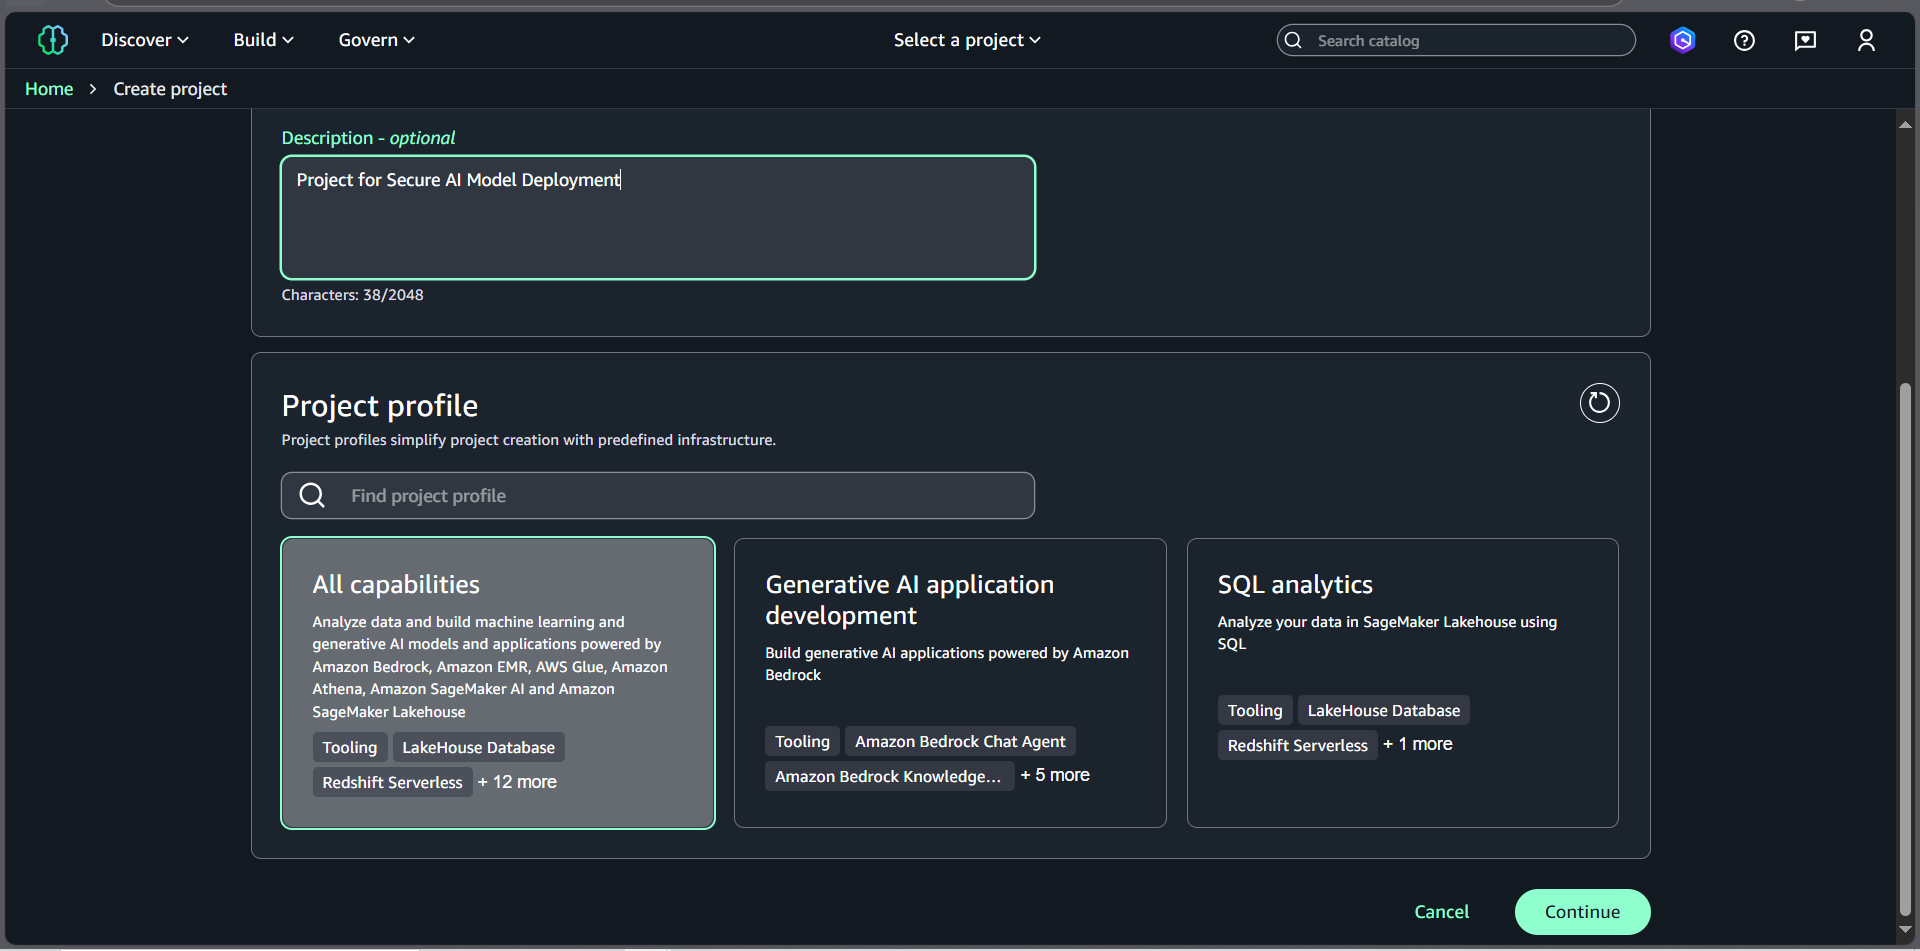 Discover Build Govern Select a project Search catalog
Home > Create project
Description - optional
Project for Secure AI Model Deployment
Characters: 38/2048
Project profile
Project profiles simplify project creation with predefined infrastructure.
Find project profile
All capabilities
Analyze data and build machine learning and
generative AI models and applications powered by
Amazon Bedrock, Amazon EMR, AWS Glue, Amazon
Athena, Amazon SageMaker AI and Amazon
SageMaker Lakehouse
Tooling LakeHouse Database
Redshift Serverless + 12 more
Generative AI application
development
Build generative AI applications powered by Amazon
Bedrock
Tooling Amazon Bedrock Chat Agent
Amazon Bedrock Knowledge... + 5 more
SQL analytics
Analyze your data in SageMaker Lakehouse using
SQL
Tooling LakeHouse Database
Redshift Serverless + 1 more
Cancel Continue